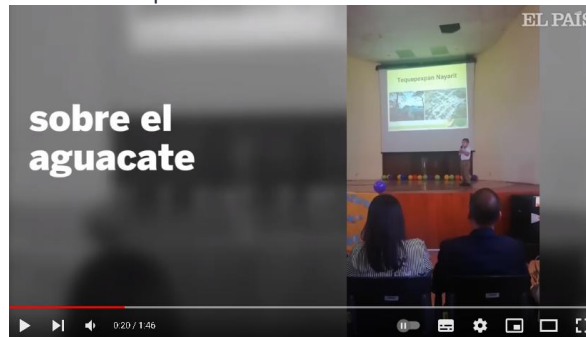 EL PAÍS
Tequepexpan Nayarit
sobre el
aguacate
0:20 / 1:46